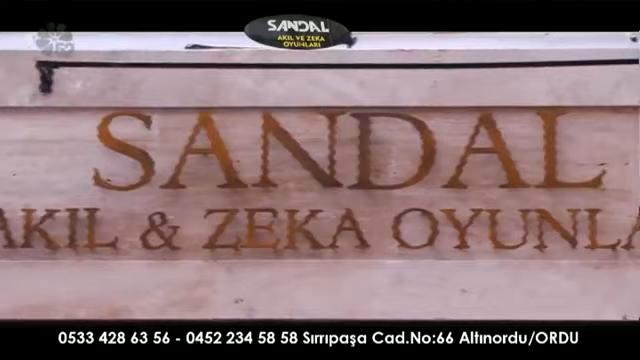 SANDAL
AKIL VE ZEKA
OYUNLARI
SANDAL
AKIL & ZEKA OYUNLA
0533 428 63 56 - 0452 234 58 58 Sırrıpaşa Cad.No:66 Altınordu/ORDU